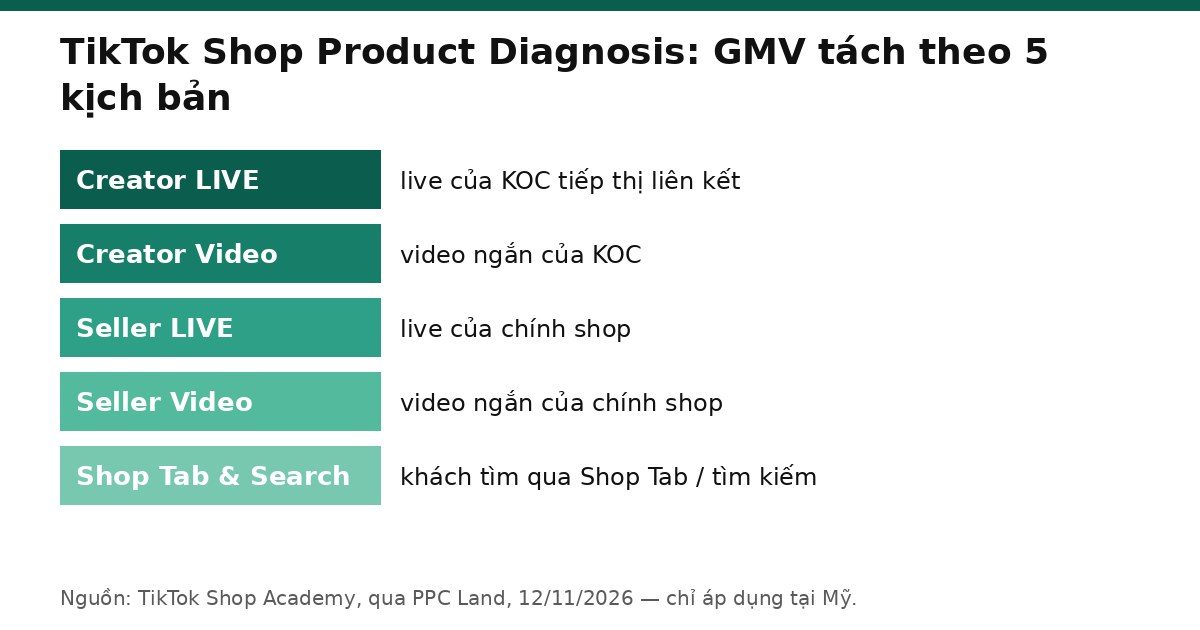 TikTok Shop Product Diagnosis: GMV tách theo 5
kịch bản
Creator LIVE
live của KOC tiếp thị liên kết
Creator Video
video ngắn của KOC
Seller LIVE
live của chính shop
Seller Video
video ngắn của chính shop
Shop Tab & Search
khách tìm qua Shop Tab / tìm kiếm
Nguồn: TikTok Shop Academy, qua PPC Land, 12/11/2026 — chỉ áp dụng tại Mỹ.